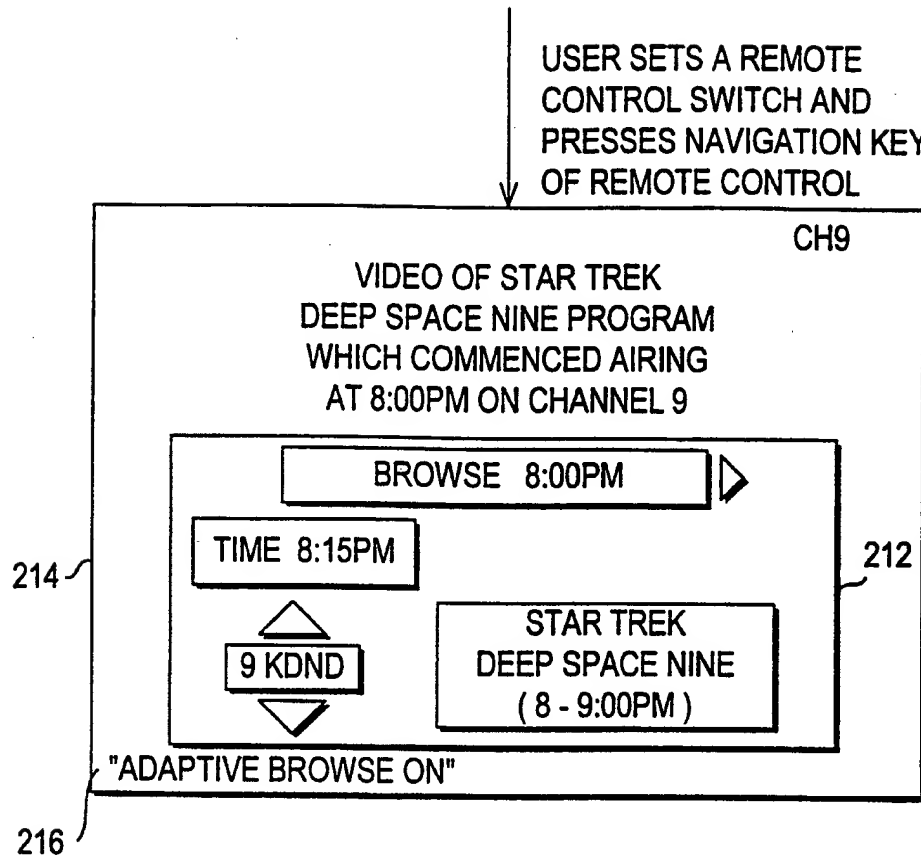 USER SETS A REMOTE
CONTROL SWITCH AND
PRESSES NAVIGATION KEY
OF REMOTE CONTROL
CH9
VIDEO OF STAR TREK
DEEP SPACE NINE PROGRAM
WHICH COMMENCED AIRING
AT 8:00PM ON CHANNEL 9
BROWSE 8:00PM
TIME 8:15PM
214
212
9 KDND
STAR TREK
DEEP SPACE NINE
( 8 - 9:00PM )
"ADAPTIVE BROWSE ON"
216